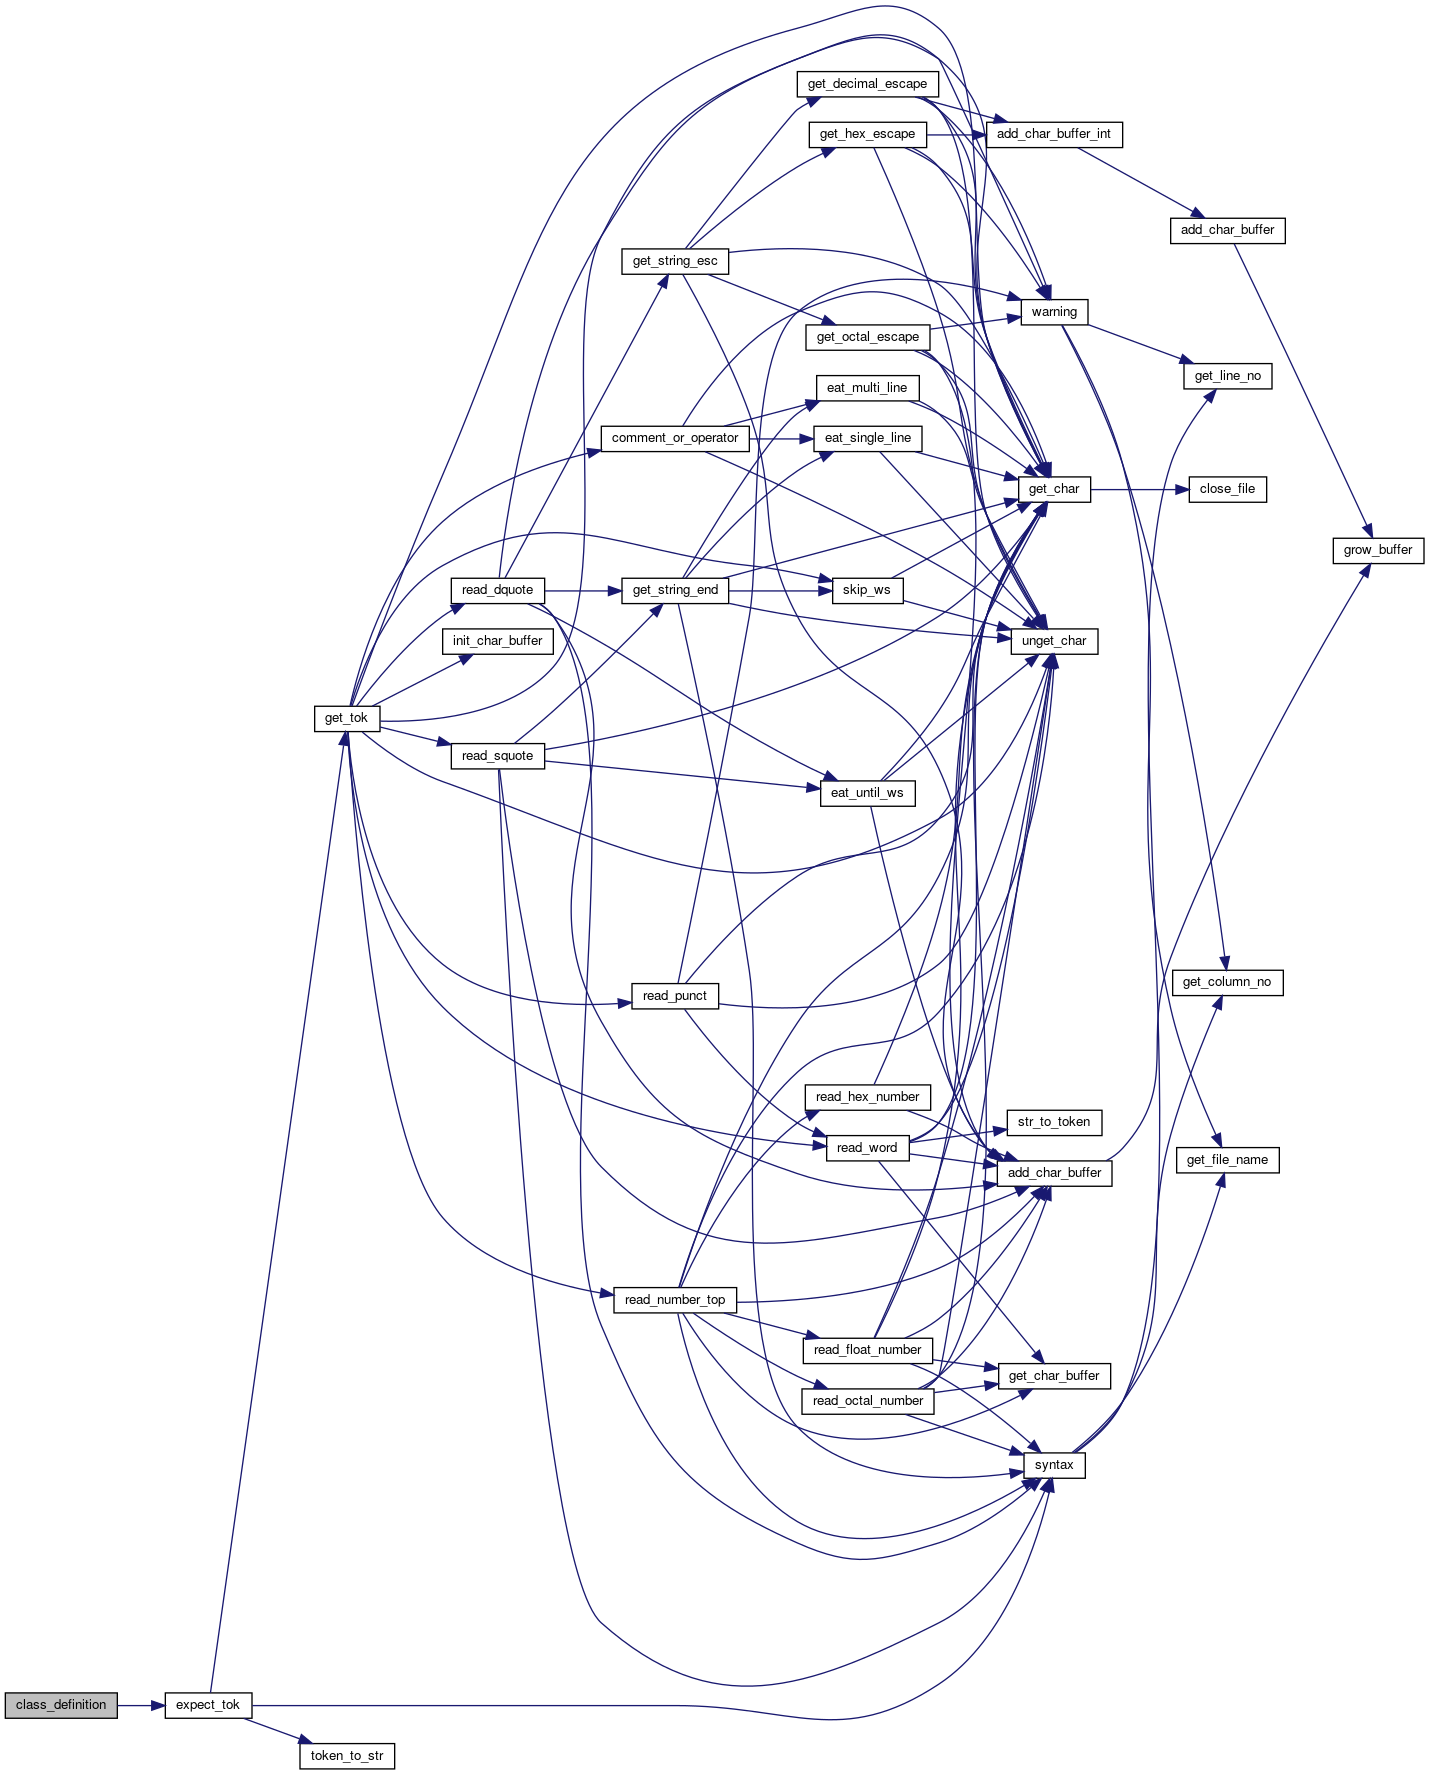 get_decimal_escape
get_hex_escape
add_char_buffer_int
add_char_buffer
get_string_esc
warning
get_octal_escape
get_line_no
eat_multi_line
comment_or_operator
eat_single_line
get_char
close_file
grow_buffer
read_dquote
get_string_end
skip_ws
init_char_buffer
unget_char
get_tok
read_squote
eat_until_ws
get_column_no
read_punct
read_hex_number
str_to_token
read_word
get_file_name
add_char_buffer
read_number_top
read_float_number
get_char_buffer
read_octal_number
syntax
class_definition
expect_tok
token_to_str